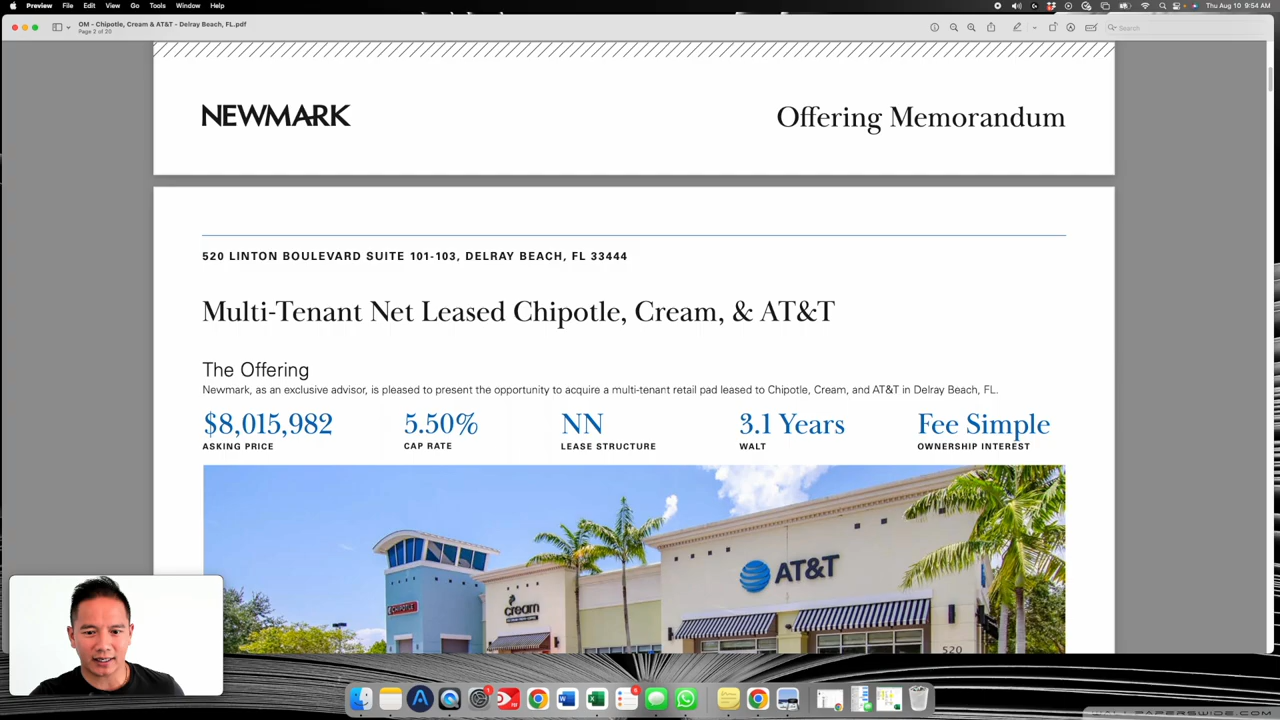 Preview File Edit View Go Tools Window Help
Thu Aug 10 9:54 AM
OM - Chipotle, Cream & AT&T - Delray Beach, FL.pdf
Page 2 of 20
Search
NEWMARK
Offering Memorandum
520 LINTON BOULEVARD SUITE 101-103, DELRAY BEACH, FL 33444
Multi-Tenant Net Leased Chipotle, Cream, & AT&T
The Offering
Newmark, as an exclusive advisor, is pleased to present the opportunity to acquire a multi-tenant retail pad leased to Chipotle, Cream, and AT&T in Delray Beach, FL.
$8,015,982 5.50% NN 3.1 Years Fee Simple
ASKING PRICE CAP RATE LEASE STRUCTURE WALT OWNERSHIP INTEREST
CHIPOTLE
cream
AT&T
520